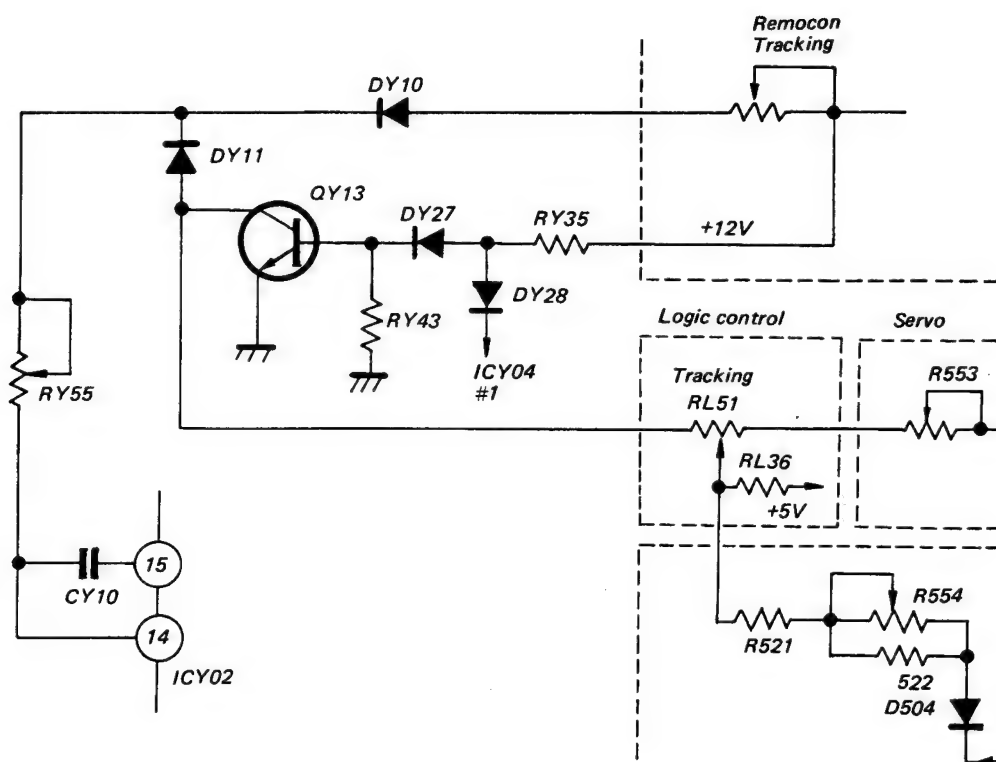 Remocon
Tracking
DY10
DY11
QY13
DY27
RY35
+12V
DY28
RY43
Logic control
Servo
ICY04
#1
RY55
Tracking
RL51
R553
RL36
+5V
15
CY10
14
ICY02
R554
R521
522
D504